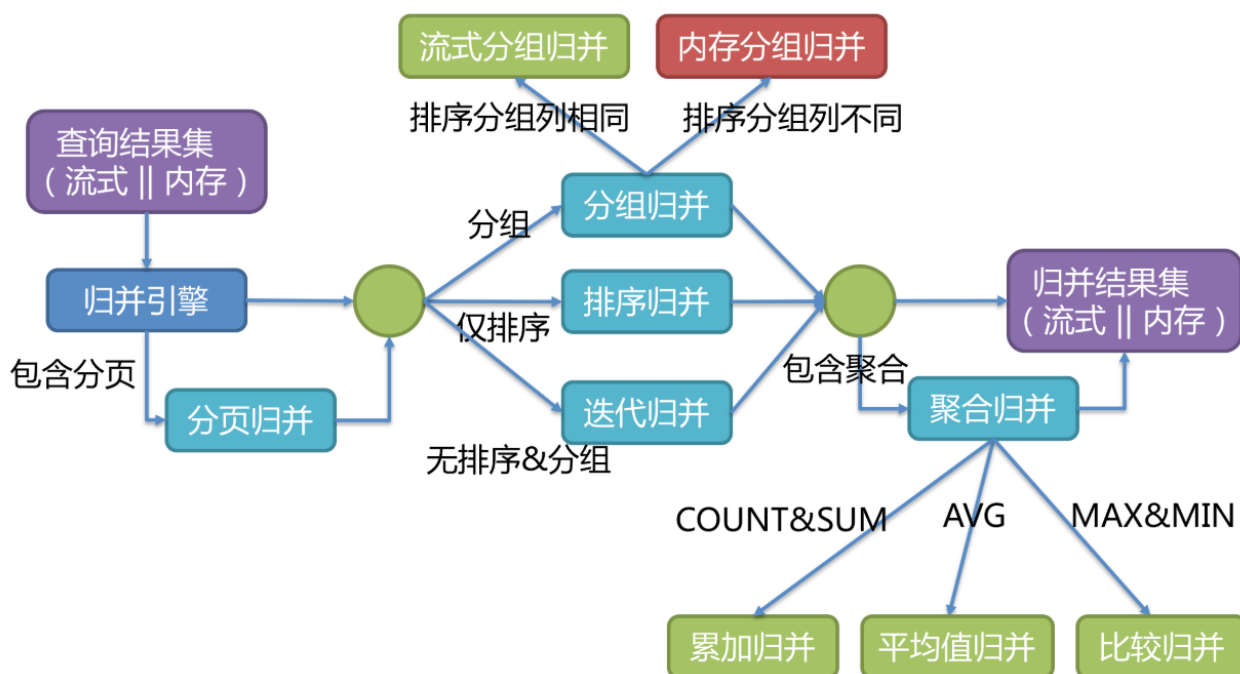 流式分组归并
内存分组归并
排序分组列相同
排序分组列不同
查询结果集
（ 流式 || 内存 ）
分组
分组归并
归并引擎
仅排序
排序归并
归并结果集
（ 流式 || 内存 ）
包含分页
分页归并
无排序&分组
迭代归并
包含聚合
聚合归并
COUNT&SUM
AVG
MAX&MIN
累加归并
平均值归并
比较归并